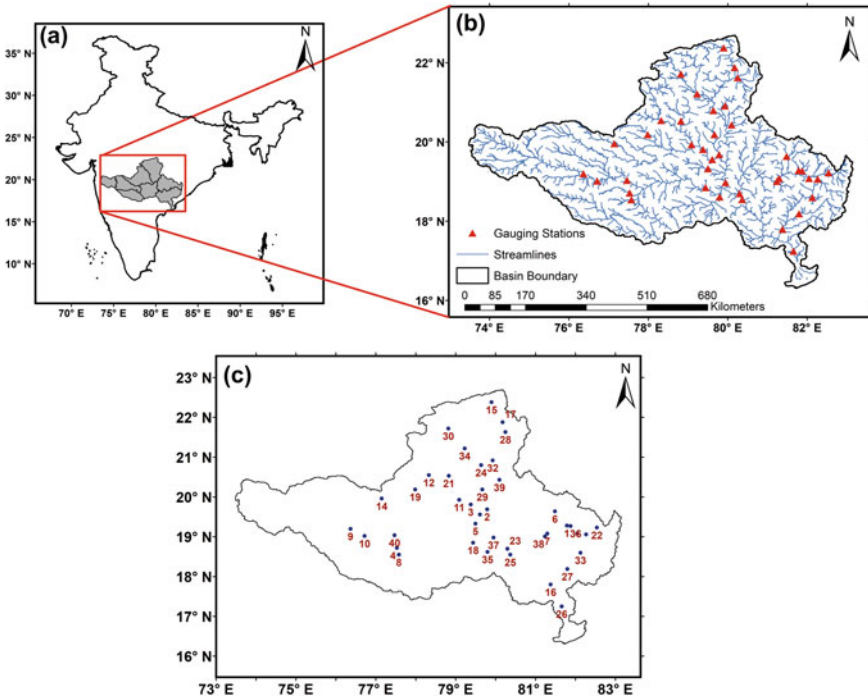 (a)
N
35° N
30° N
25° N
20° N
15° N
10° N
70° E 75° E 80° E 85° E 90° E 95° E
(b)
N
22° N
20° N
18° N
16° N
Gauging Stations
Streamlines
Basin Boundary
0 85 170 340 510 680
Kilometers
74° E 76° E 78° E 80° E 82° E
(c)
N
23° N
22° N
21° N
20° N
19° N
18° N
17° N
16° N
15 17
30 28
34
24 32
12 21 39
19 29
14 11 3 2 6
5 22
9 10 40 37 23 38 7
4 18 33
8 35 25
27
16
26
73° E 75° E 77° E 79° E 81° E 83° E